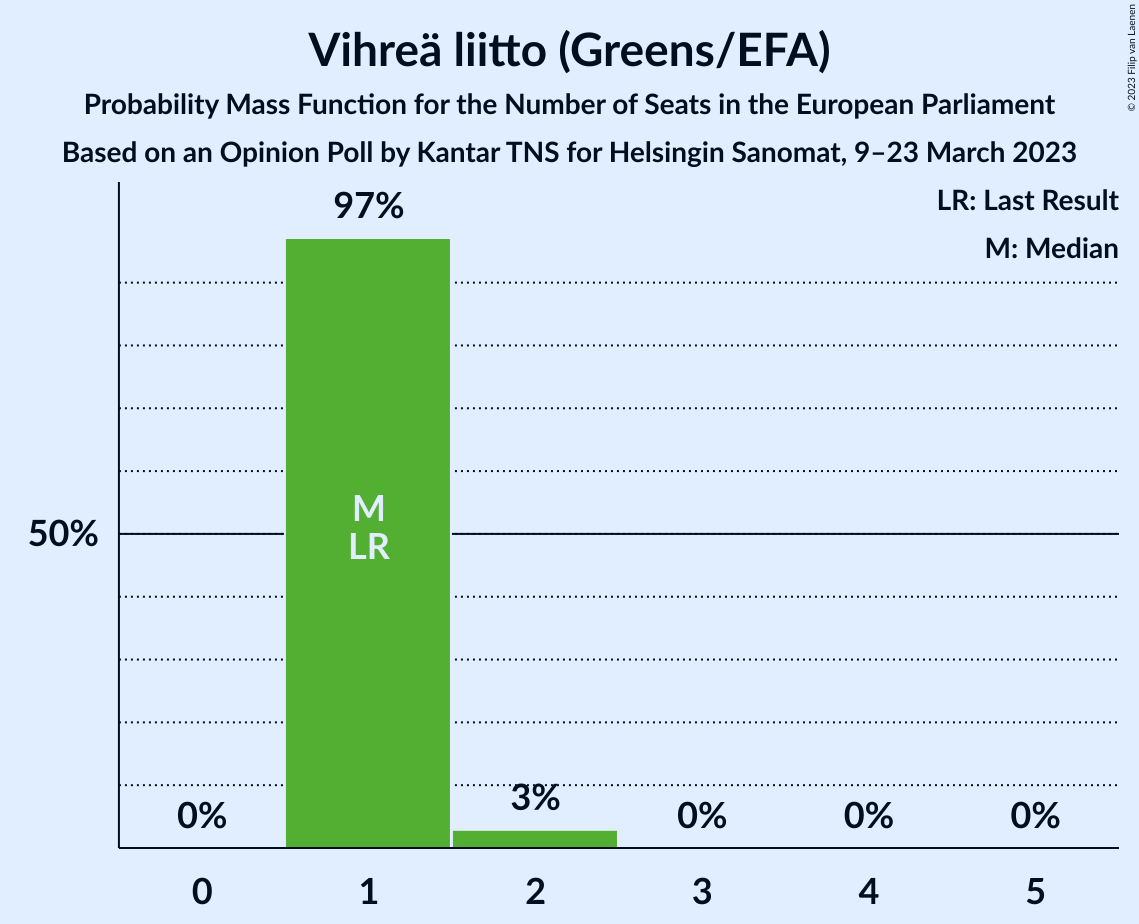 Vihreä liitto (Greens/EFA)
Probability Mass Function for the Number of Seats in the European Parliament
Based on an Opinion Poll by Kantar TNS for Helsingin Sanomat, 9–23 March 2023
© 2023 Filip van Laenen
LR: Last Result
M: Median
97%
M
LR
50%
0%
3%
0%
0%
0%
0
1
2
3
4
5